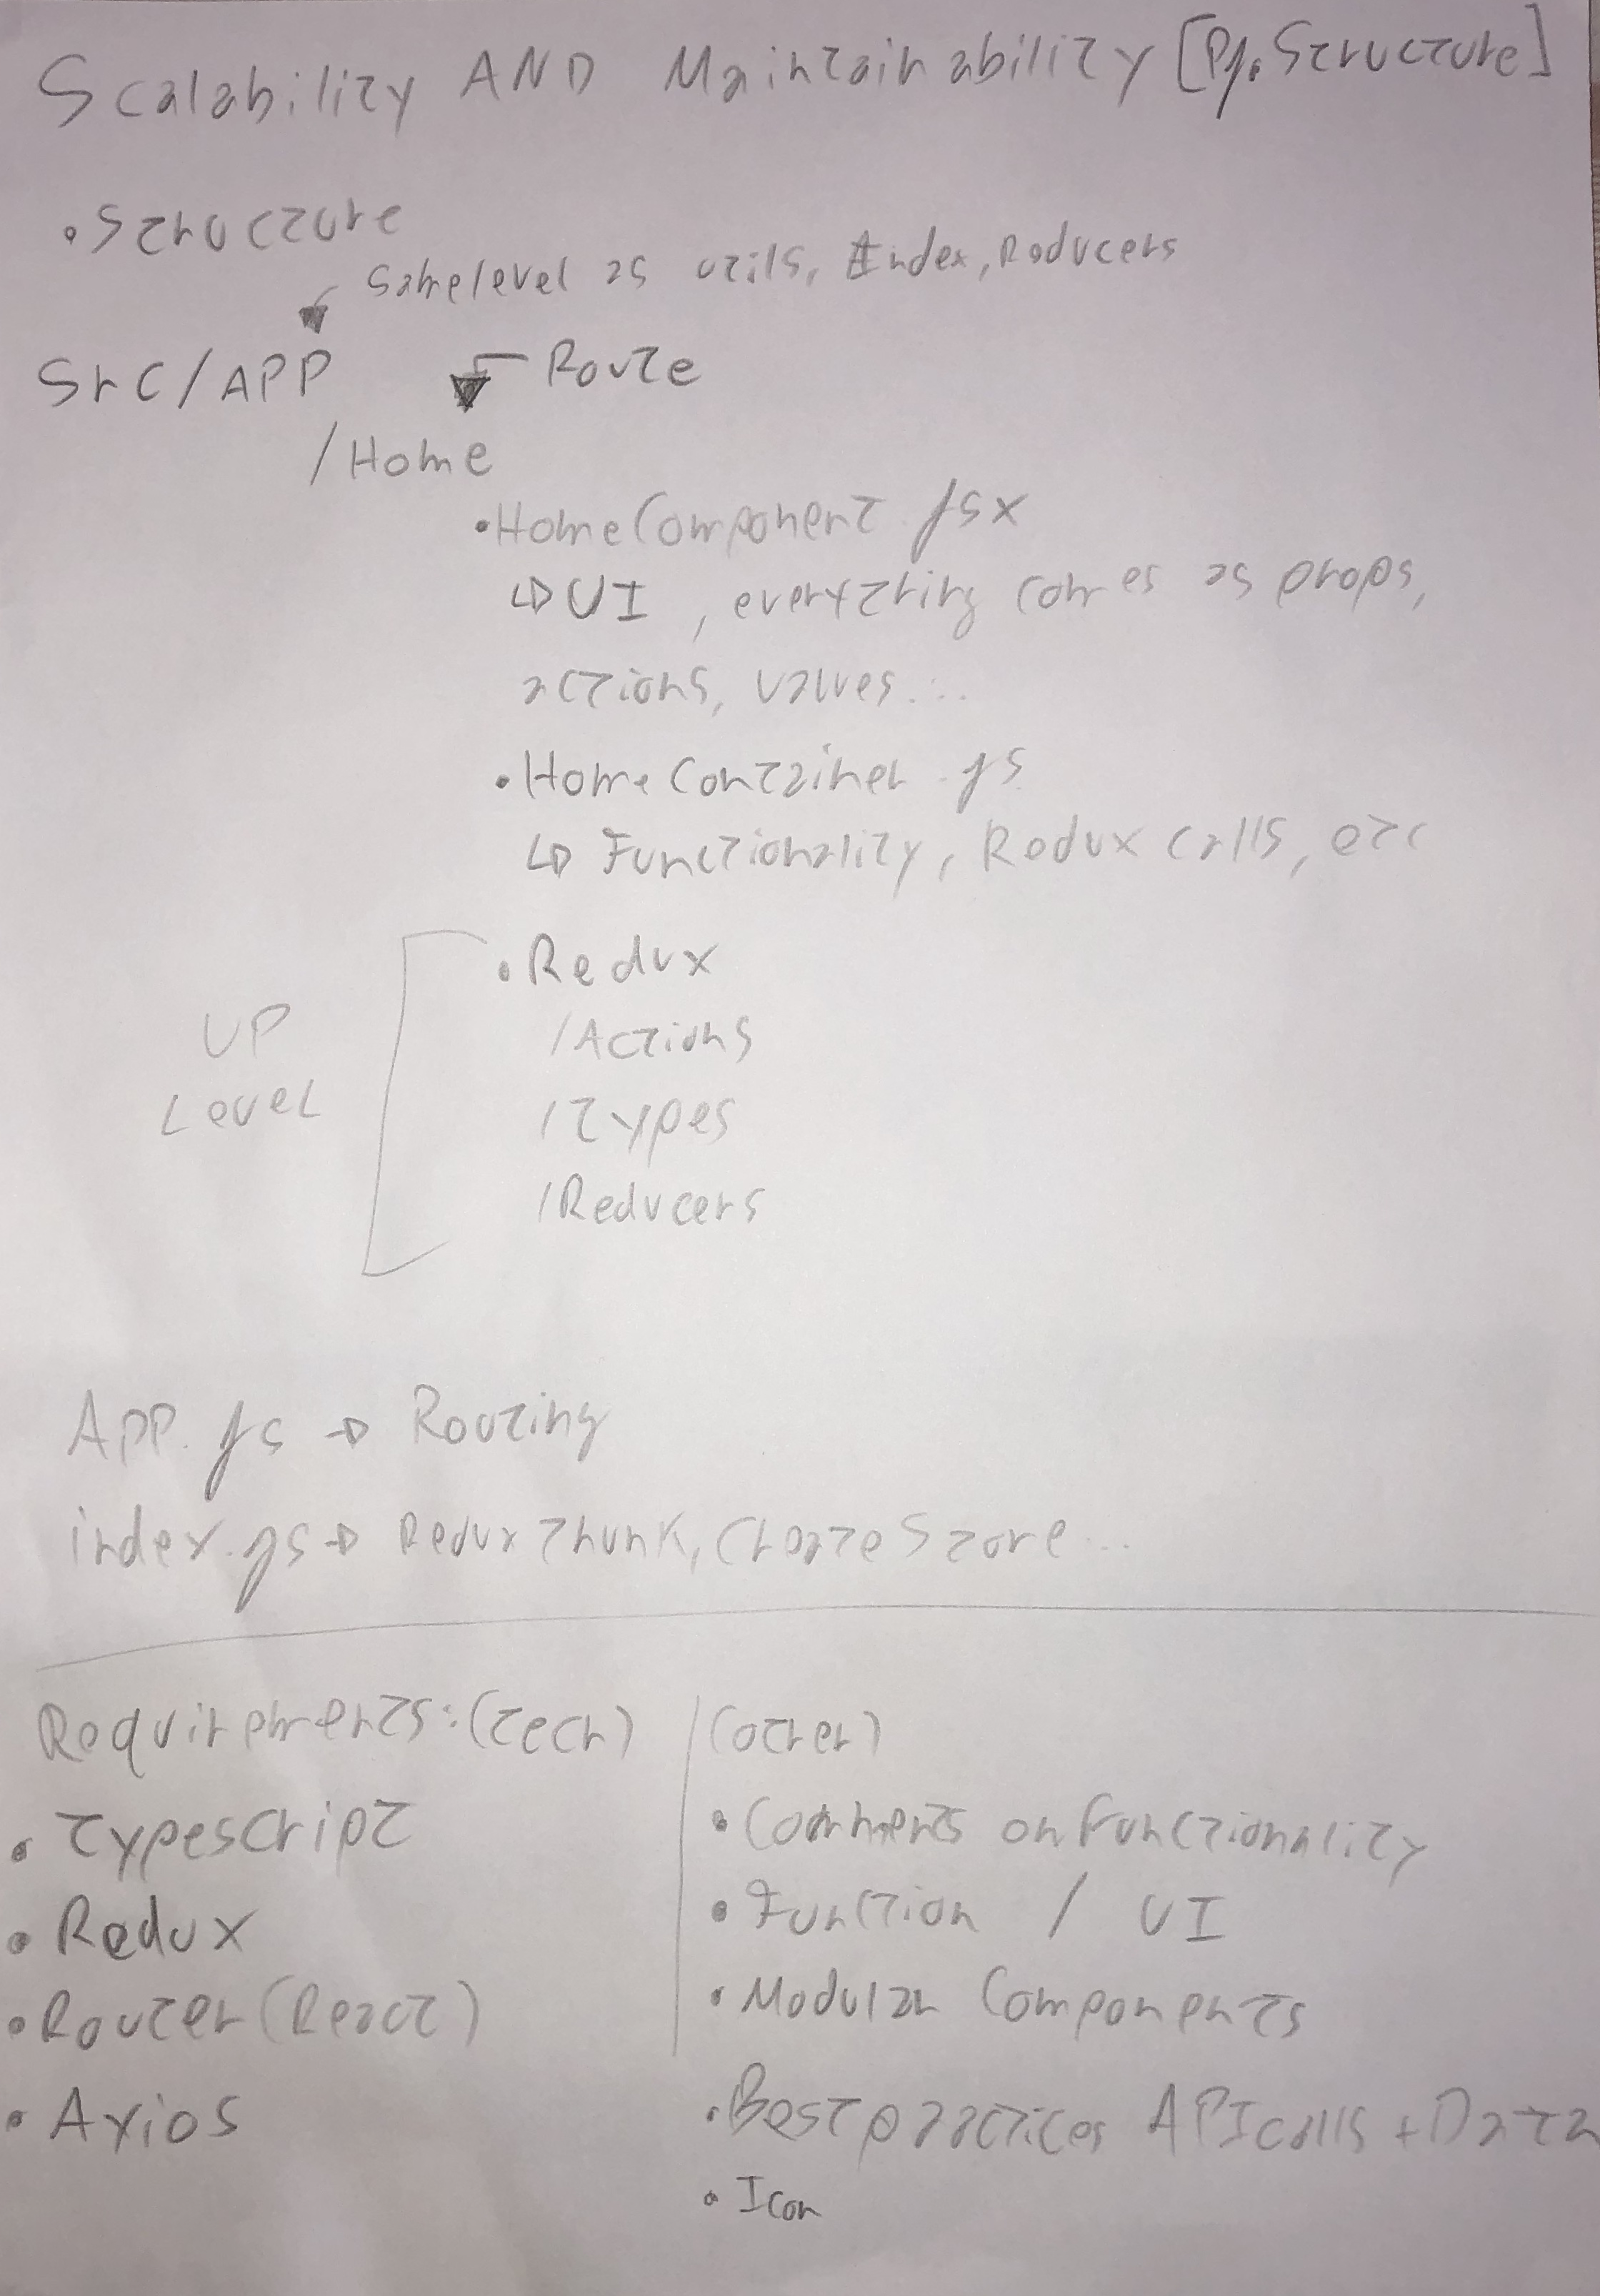 Scalability AND Maintainability [Pj. Structure]
• Structure
Same level as utils, Index, Reducers
Src/APP
Route
/Home
• HomeComponent.jsx
UI, everything comes as props,
actions, values...
• HomeContainer.js
Functionality, Redux calls, etc
• Redux
/Actions
/Types
/Reducers
UP
LEVEL
APP.js → Routing
index.js → Redux Thunk, Create Store...
Requirements: (tech)
• Typescript
• Redux
• Router (React)
• Axios
(other)
• Comments on functionality
• Function / UI
• Modular Components
• Best practices API calls + Data
• Icon